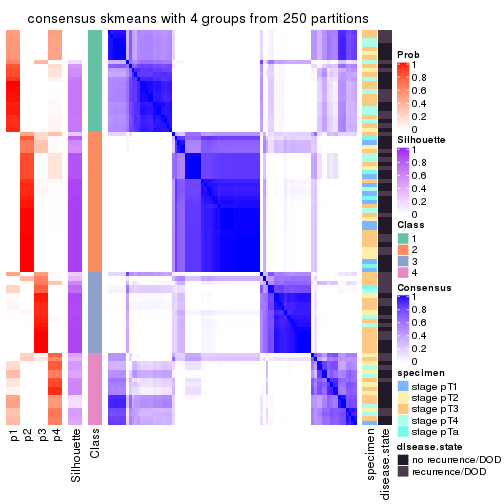 consensus skmeans with 4 groups from 250 partitions
Prob
1
0.8
0.6
0.4
0.2
0
Silhouette
1
0.8
0.6
0.4
0.2
0
Class
1
2
3
4
Consensus
1
0.8
0.6
0.4
0.2
0
specimen
stage pT1
stage pT2
stage pT3
stage pT4
stage pTa
disease.state
no recurrence/DOD
recurrence/DOD
p1
p2
p3
p4
Silhouette
Class
specimen
disease.state